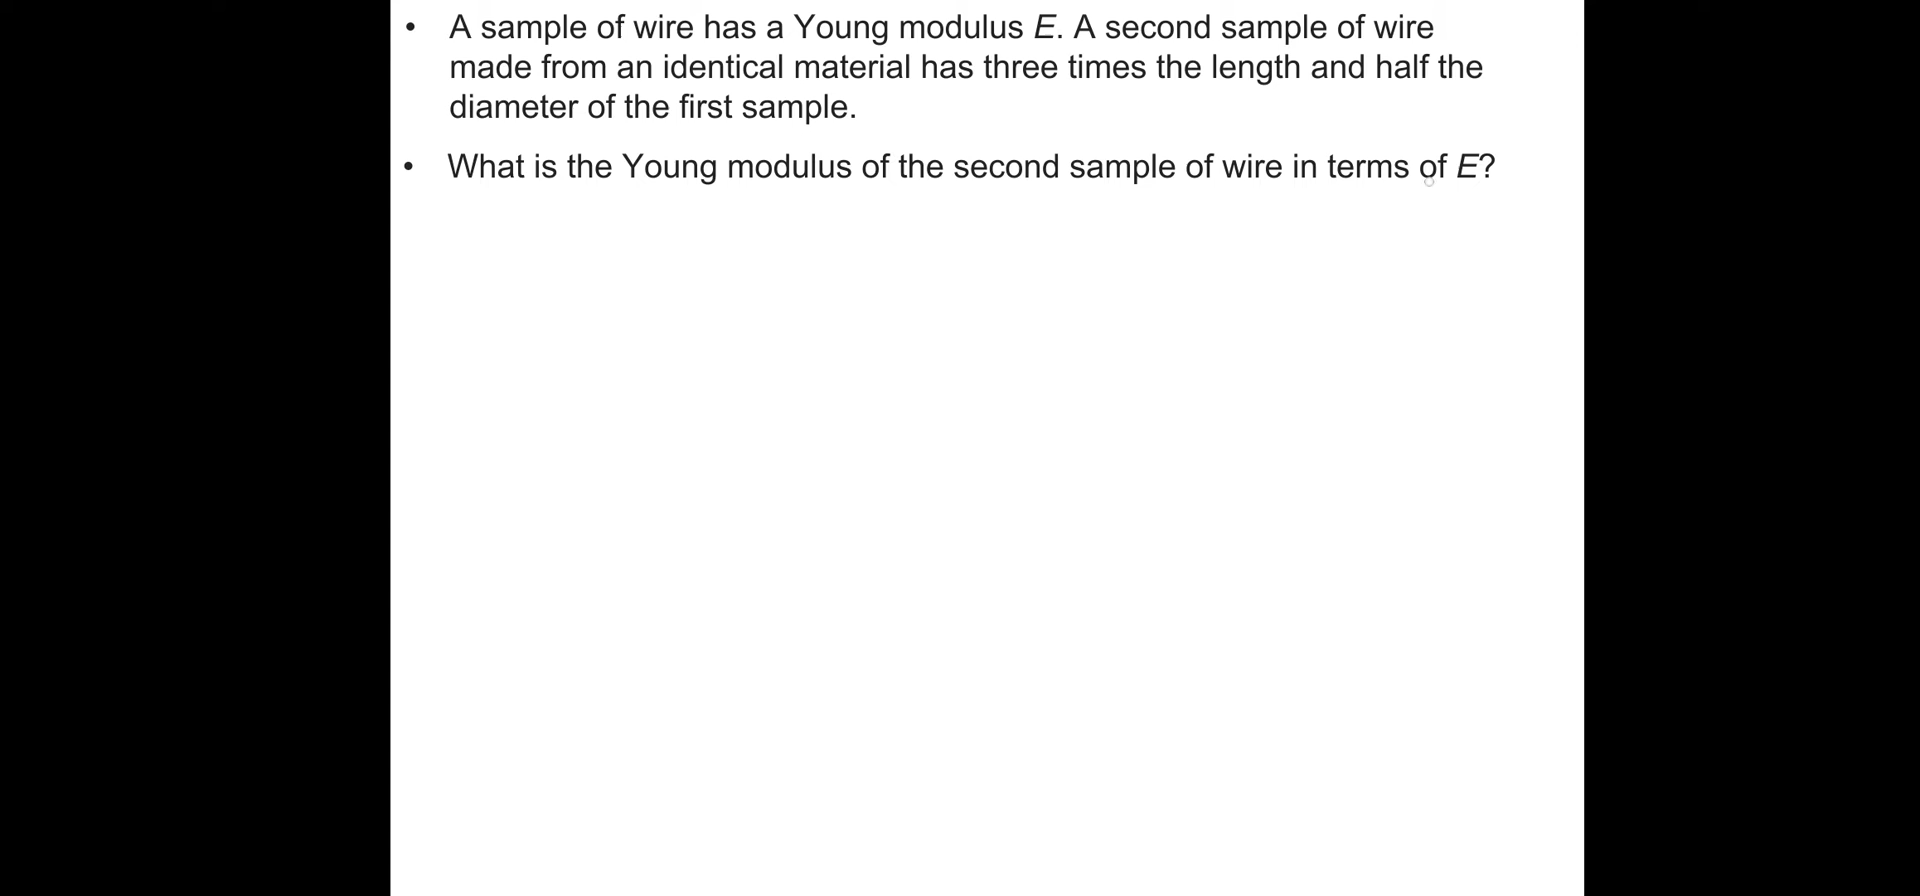 • A sample of wire has a Young modulus E. A second sample of wire
made from an identical material has three times the length and half the
diameter of the first sample.
• What is the Young modulus of the second sample of wire in terms of E?